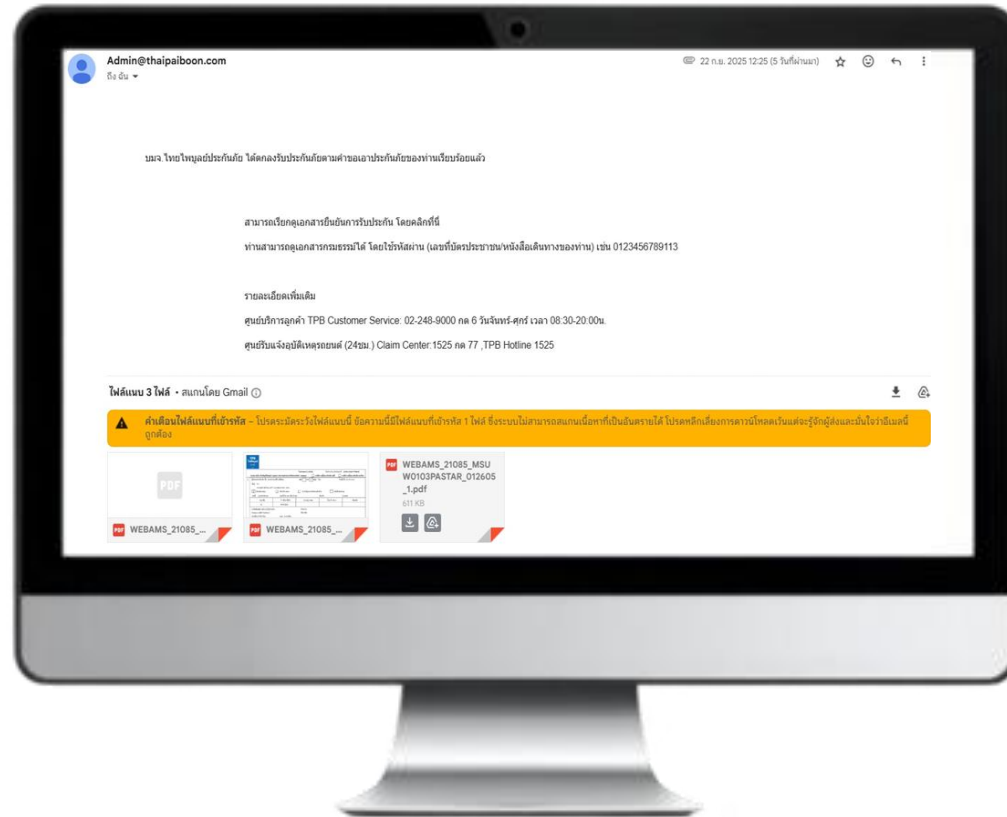 Admin@thaipaiboon.com
22 ก.ย. 2025 12:25 (5 วันที่ผ่านมา)
ถึง ฉัน
บมจ.ไทยไพบูลย์ประกันภัย ได้ตกลงรับประกันภัยตามคำขอเอาประกันภัยของท่านเรียบร้อยแล้ว
สามารถเรียกดูเอกสารยืนยันการรับประกัน โดยคลิกที่นี่
ท่านสามารถดูเอกสารกรมธรรม์ได้ โดยใช้รหัสผ่าน (เลขที่บัตรประชาชน/หนังสือเดินทางของท่าน) เช่น 0123456789113
รายละเอียดเพิ่มเติม
ศูนย์บริการลูกค้า TPB Customer Service: 02-248-9000 กด 6 วันจันทร์-ศุกร์ เวลา 08:30-20:00น.
ศูนย์รับแจ้งอุบัติเหตุรถยนต์ (24ชม.) Claim Center:1525 กด 77 ,TPB Hotline 1525
ไฟล์แนบ 3 ไฟล์ • สแกนโดย Gmail
คำเตือนไฟล์แนบที่เข้ารหัส – โปรดระมัดระวังไฟล์แนบนี้ ข้อความนี้มีไฟล์แนบที่เข้ารหัส 1 ไฟล์ ซึ่งระบบไม่สามารถสแกนเนื้อหาที่เป็นอันตรายได้ โปรดหลีกเลี่ยงการดาวน์โหลดเว้นแต่จะรู้จักผู้ส่งและมั่นใจว่าอีเมลนี้
ถูกต้อง
PDF
PDF WEBAMS_21085_...
PDF WEBAMS_21085_...
PDF WEBAMS_21085_MSU
W0103PASTAR_012605
_1.pdf
611 KB